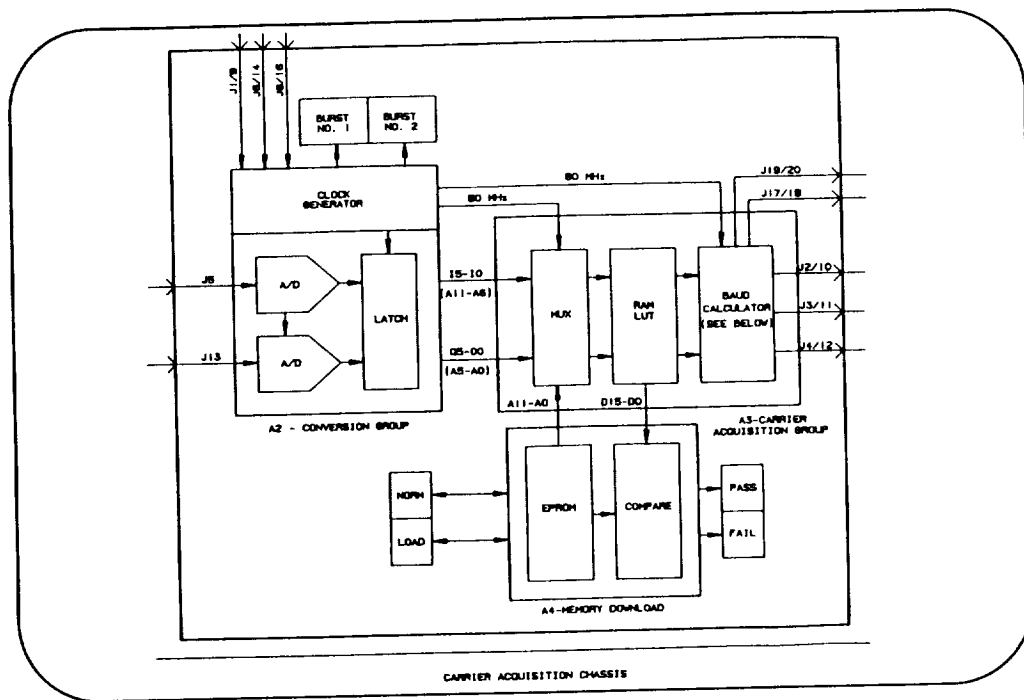 J1/9
J6/14
J8/16
BURST NO. 1
BURST NO. 2
CLOCK GENERATOR
80 MHz
80 MHz
J19/20
J17/18
J5
A/D
LATCH
I5-I0
(A11-A6)
MUX
RAM LUT
BAUD CALCULATOR (SEE BELOW)
J2/10
J3/11
J4/12
J13
A/D
Q5-Q0
(A5-A0)
A11-A0
D15-D0
A2 - CONVERSION GROUP
A3-CARRIER ACQUISITION GROUP
NORM
LOAD
EPROM
COMPARE
PASS
FAIL
A4-MEMORY DOWNLOAD
CARRIER ACQUISITION CHASSIS